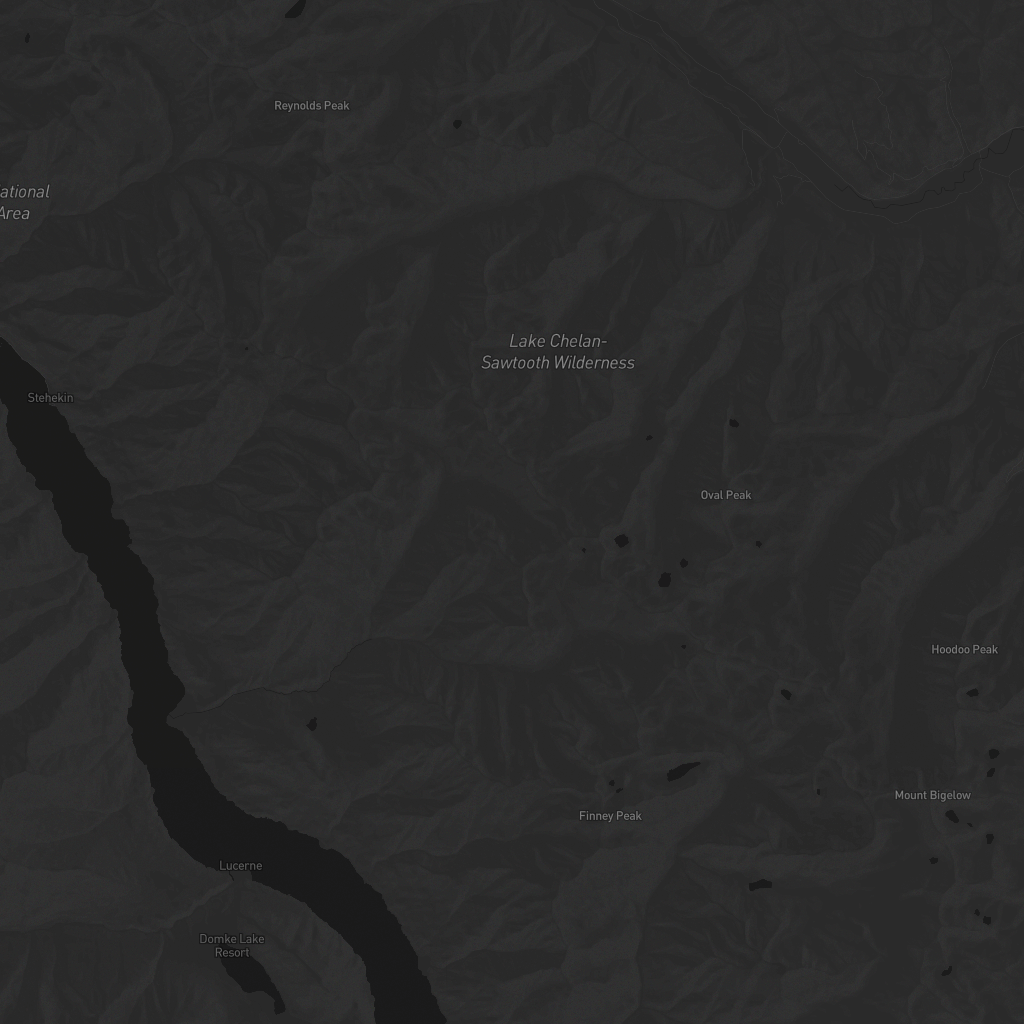 Reynolds Peak
ational
Area
Lake Chelan-
Sawtooth Wilderness
Stehekin
Oval Peak
Hoodoo Peak
Mount Bigelow
Finney Peak
Lucerne
Domke Lake
Resort